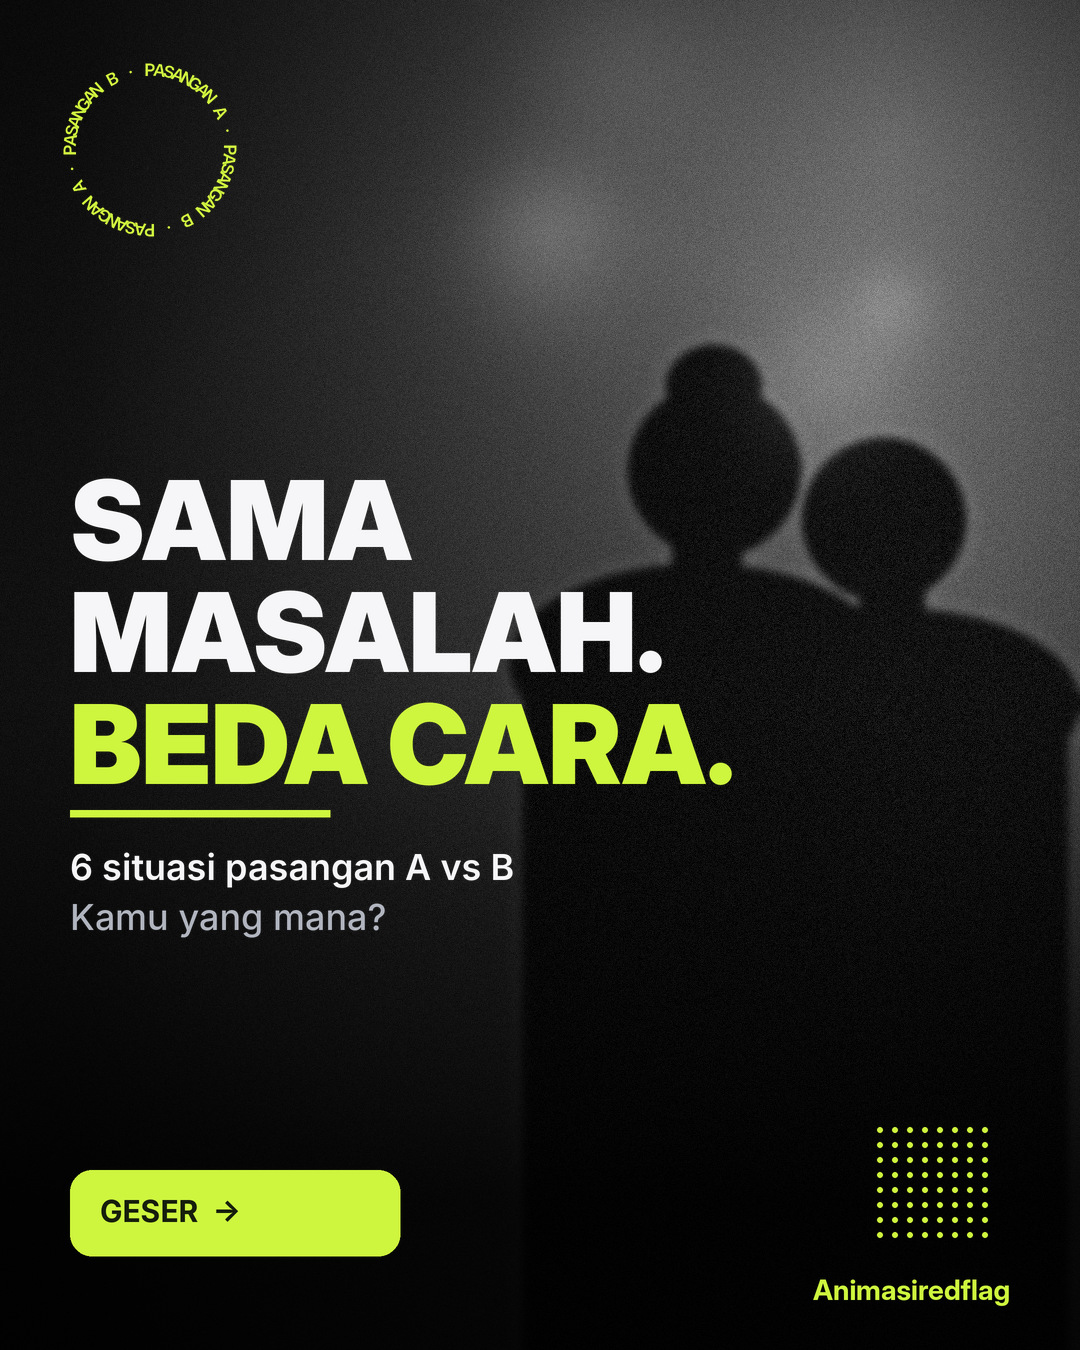 PASANGAN A · PASANGAN B · PASANGAN A · PASANGAN B ·
SAMA
MASALAH.
BEDA CARA.
6 situasi pasangan A vs B
Kamu yang mana?
GESER →
Animasiredflag